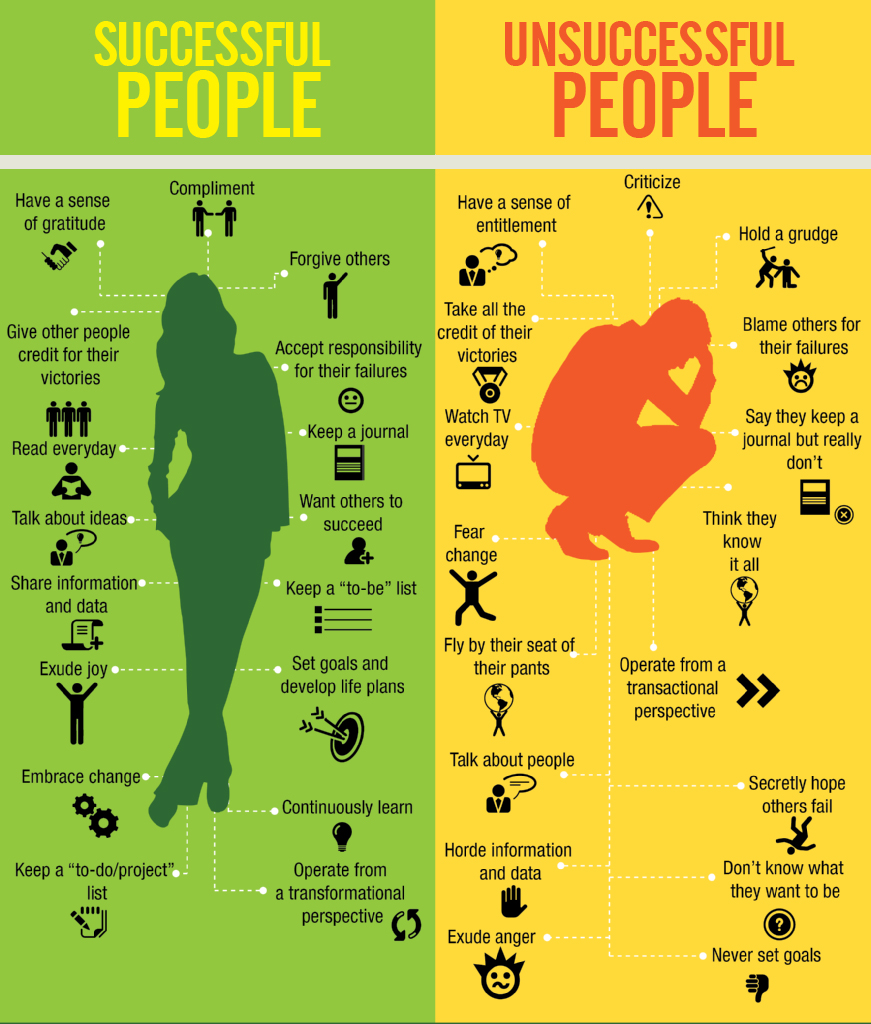 SUCCESSFUL
PEOPLE
Have a sense
of gratitude
Compliment
Forgive others
Give other people
credit for their
victories
Accept responsibility
for their failures
Read everyday
Keep a journal
Talk about ideas
Want others to
succeed
Share information
and data
Keep a “to-be” list
Exude joy
Set goals and
develop life plans
Embrace change
Continuously learn
Keep a “to-do/project”
list
Operate from
a transformational
perspective
UNSUCCESSFUL
PEOPLE
Have a sense of
entitlement
Criticize
Hold a grudge
Take all the
credit of their
victories
Blame others for
their failures
Watch TV
everyday
Say they keep a
journal but really
don’t
Fear
change
Think they
know
it all
Fly by their seat of
their pants
Operate from a
transactional
perspective
Talk about people
Secretly hope
others fail
Horde information
and data
Don’t know what
they want to be
Exude anger
Never set goals